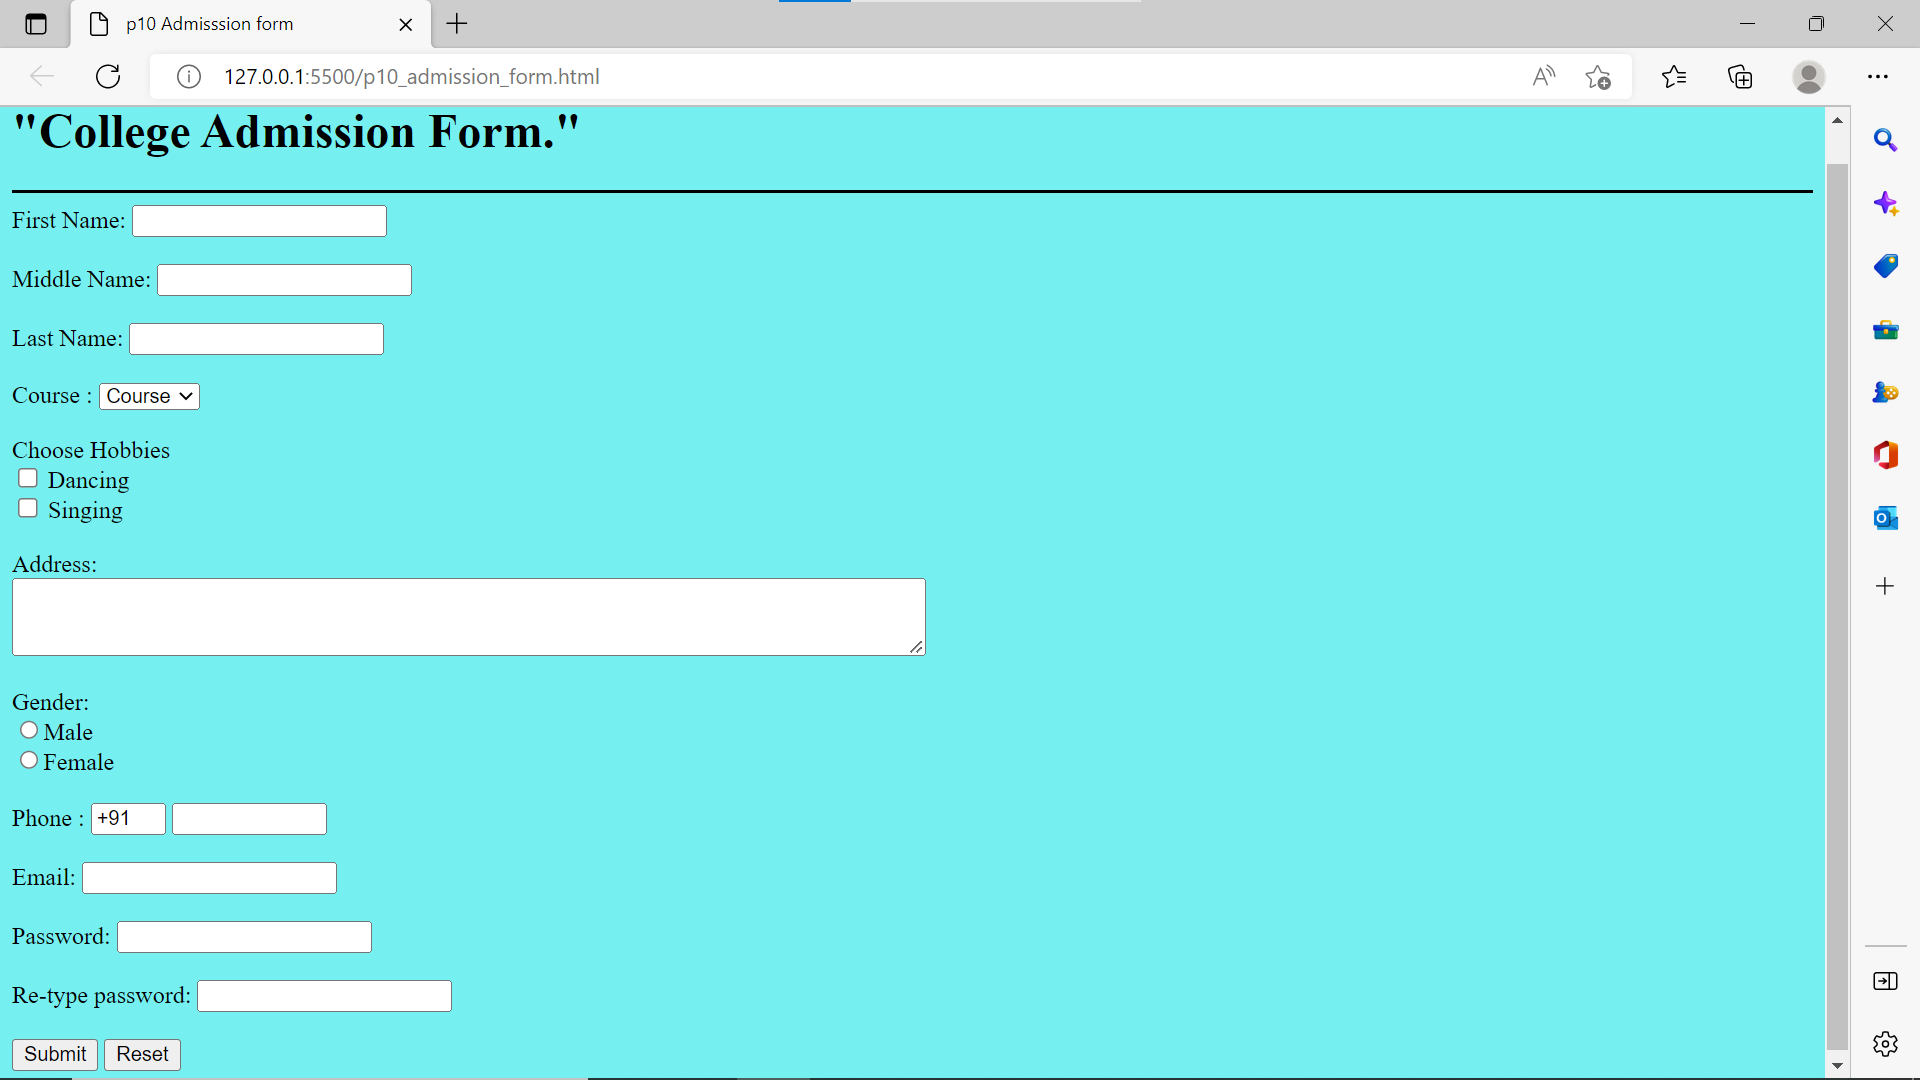 p10 Admisssion form
127.0.0.1:5500/p10_admission_form.html
"College Admission Form."
First Name:
Middle Name:
Last Name:
Course : Course
Choose Hobbies
Dancing
Singing
Address:
Gender:
Male
Female
Phone : +91
Email:
Password:
Re-type password:
Submit Reset